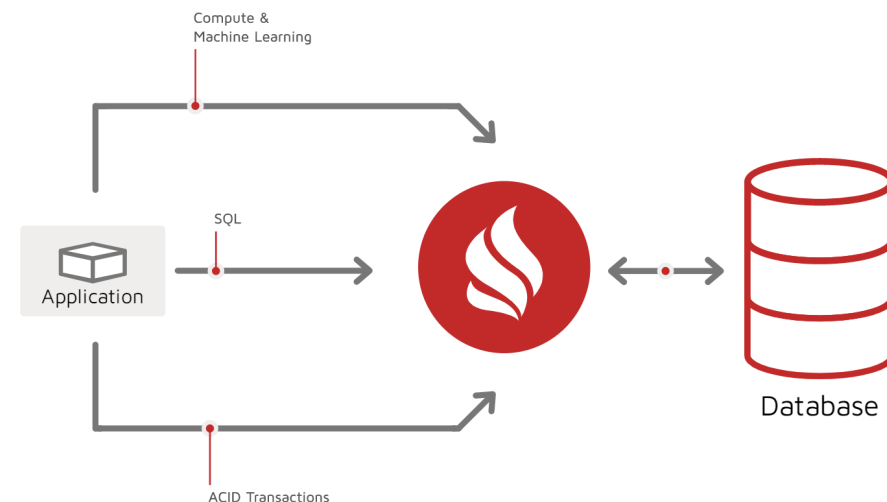 Compute &
Machine Learning
SQL
Application
Database
ACID Transactions